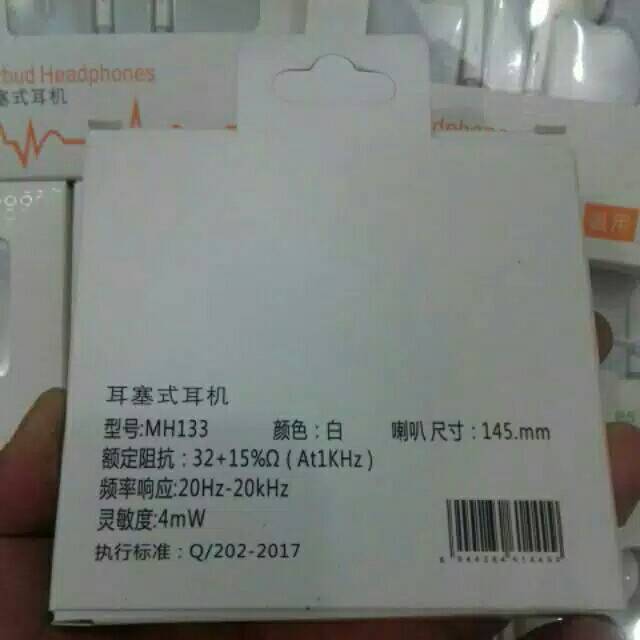 bud Headphones
塞式耳机
dphone
耳塞式耳机
型号:MH133 颜色：白 喇叭尺寸：145.mm
额定阻抗：32+15%Ω ( At1KHz )
频率响应:20Hz-20kHz
灵敏度:4mW
执行标准：Q/202-2017